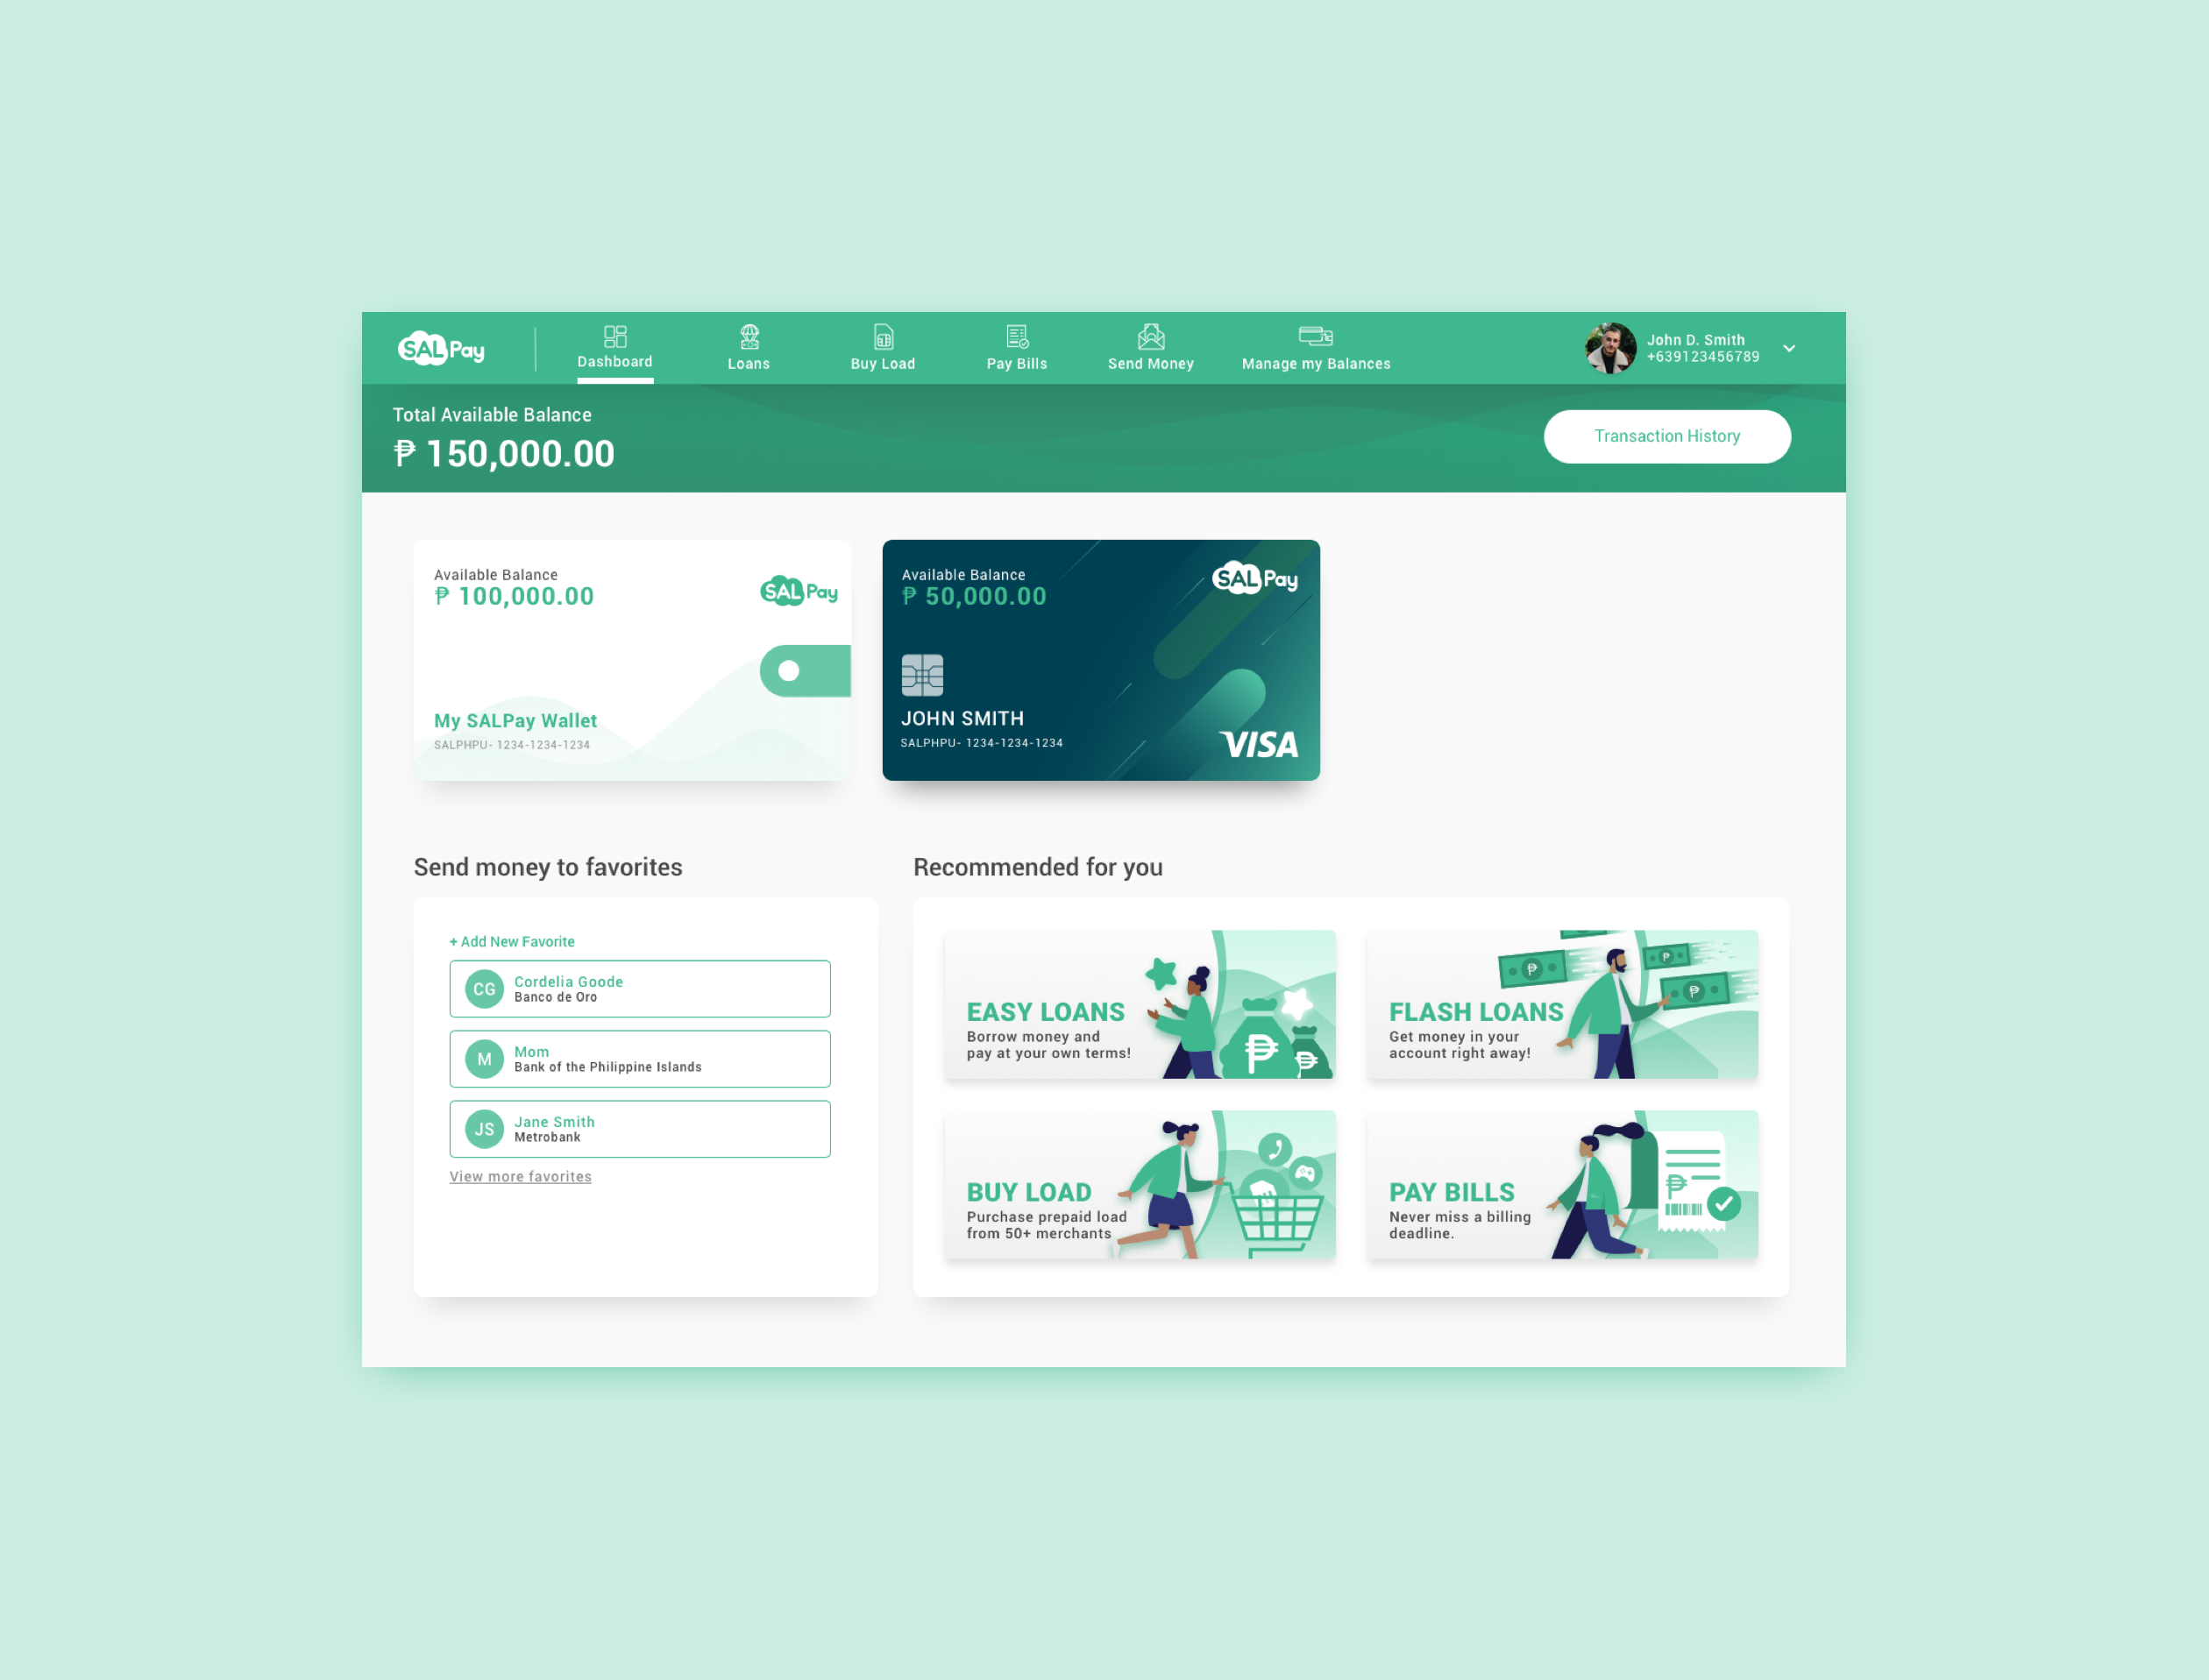 SAL Pay
Dashboard
Loans
Buy Load
Pay Bills
Send Money
Manage my Balances
John D. Smith
+639123456789
Total Available Balance
₱ 150,000.00
Transaction History
Available Balance
₱ 100,000.00
SAL Pay
My SALPay Wallet
SALPHPU- 1234-1234-1234
Available Balance
₱ 50,000.00
SAL Pay
JOHN SMITH
SALPHPU- 1234-1234-1234
VISA
Send money to favorites
+ Add New Favorite
CG
Cordelia Goode
Banco de Oro
M
Mom
Bank of the Philippine Islands
JS
Jane Smith
Metrobank
View more favorites
Recommended for you
EASY LOANS
Borrow money and
pay at your own terms!
₱
₱
FLASH LOANS
Get money in your
account right away!
₱
₱
₱
BUY LOAD
Purchase prepaid load
from 50+ merchants
PAY BILLS
Never miss a billing
deadline.
₱